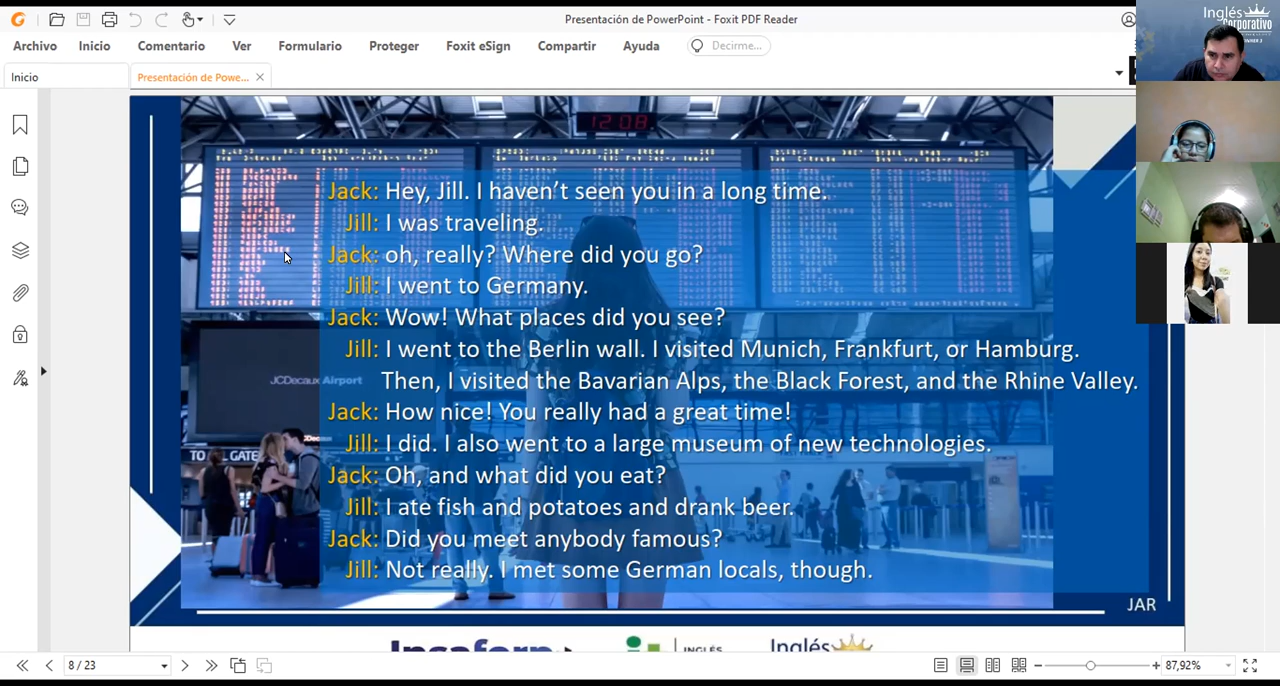 Presentación de PowerPoint - Foxit PDF Reader
Archivo Inicio Comentario Ver Formulario Proteger Foxit eSign Compartir Ayuda Decirme...
Inicio Presentación de Powe...
Inglés
Corporativo
12:08
Jack: Hey, Jill. I haven't seen you in a long time.
Jill: I was traveling.
Jack: oh, really? Where did you go?
Jill: I went to Germany.
Jack: Wow! What places did you see?
Jill: I went to the Berlin wall. I visited Munich, Frankfurt, or Hamburg.
Then, I visited the Bavarian Alps, the Black Forest, and the Rhine Valley.
JCDecaux Airport
Jack: How nice! You really had a great time!
Jill: I did. I also went to a large museum of new technologies.
TO ALL GATE
Jack: Oh, and what did you eat?
Jill: I ate fish and potatoes and drank beer.
Jack: Did you meet anybody famous?
Jill: Not really. I met some German locals, though.
JAR
Insaforp INGLÉS Inglés
8 / 23 87,92%